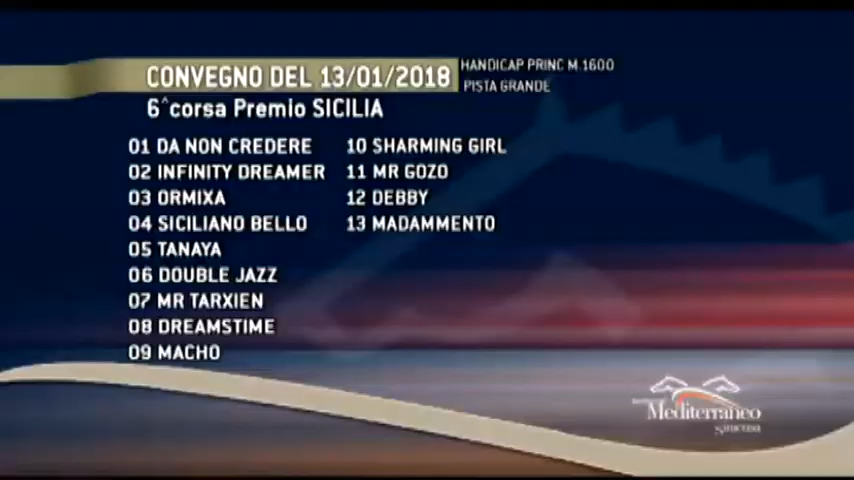 CONVEGNO DEL 13/01/2018
HANDICAP PRINC M.1600
PISTA GRANDE
6^corsa Premio SICILIA
01 DA NON CREDERE
02 INFINITY DREAMER
03 ORMIXA
04 SICILIANO BELLO
05 TANAYA
06 DOUBLE JAZZ
07 MR TARXIEN
08 DREAMSTIME
09 MACHO
10 SHARMING GIRL
11 MR GOZO
12 DEBBY
13 MADAMMENTO
Mediterraneo